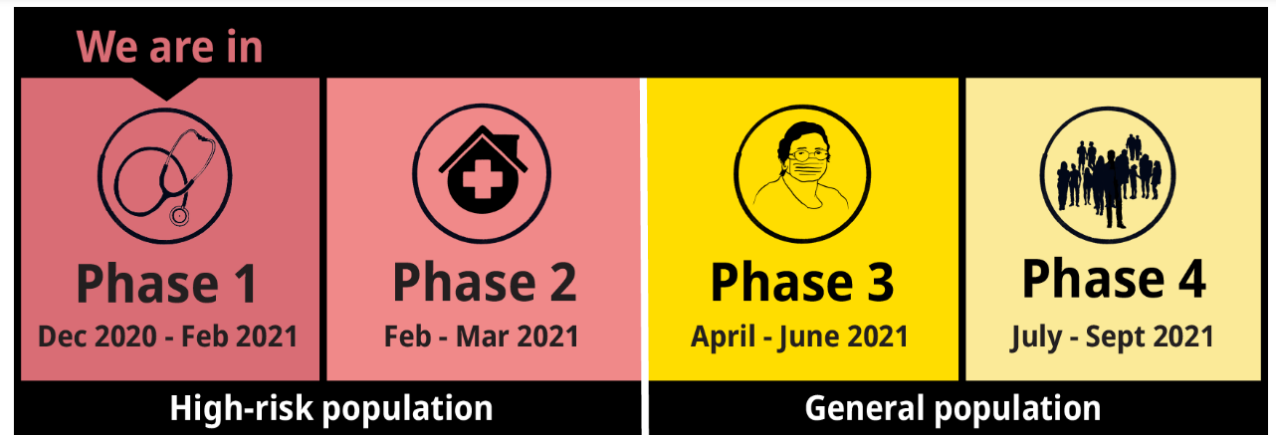 We are in
Phase 1
Dec 2020 - Feb 2021
Phase 2
Feb - Mar 2021
Phase 3
April - June 2021
Phase 4
July - Sept 2021
High-risk population
General population